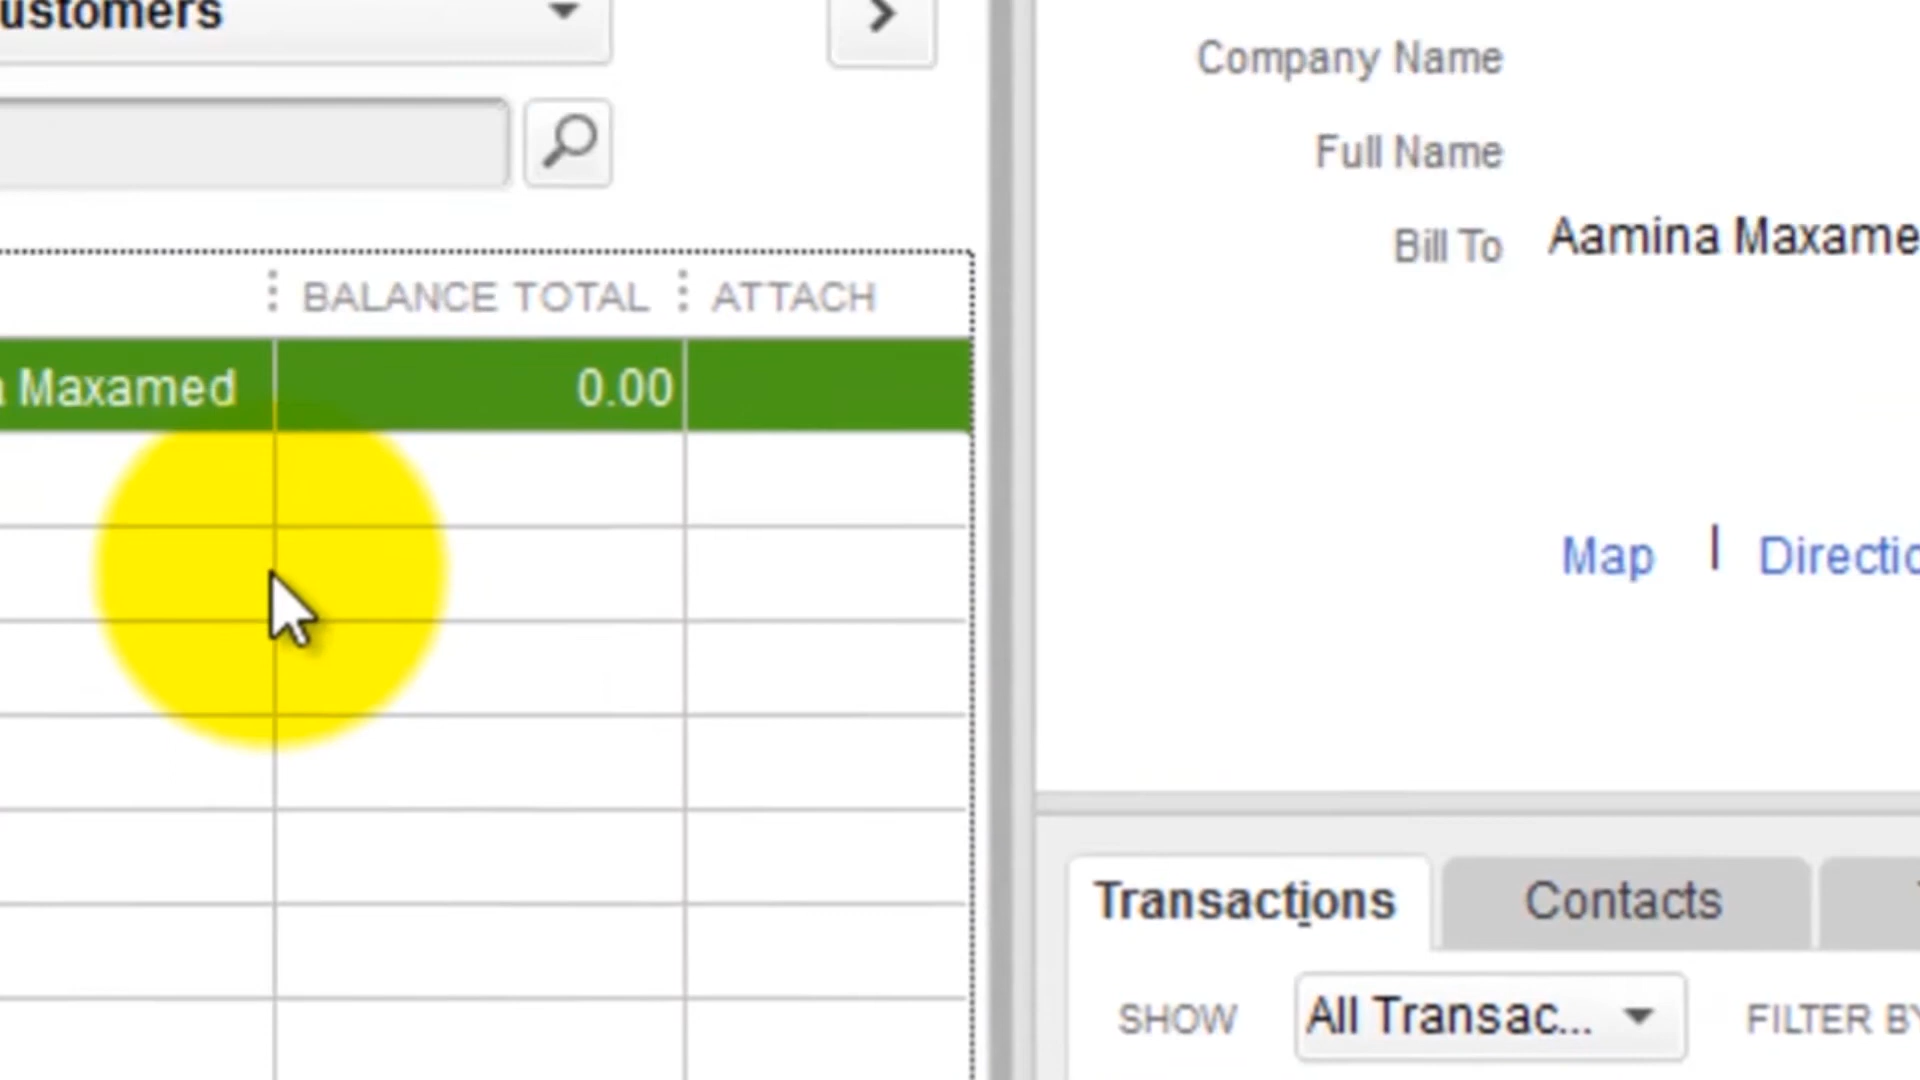 ustomers
BALANCE TOTAL
ATTACH
a Maxamed
0.00
Company Name
Full Name
Bill To
Aamina Maxame
Map | Directio
Transactions
Contacts
SHOW
All Transac...
FILTER BY